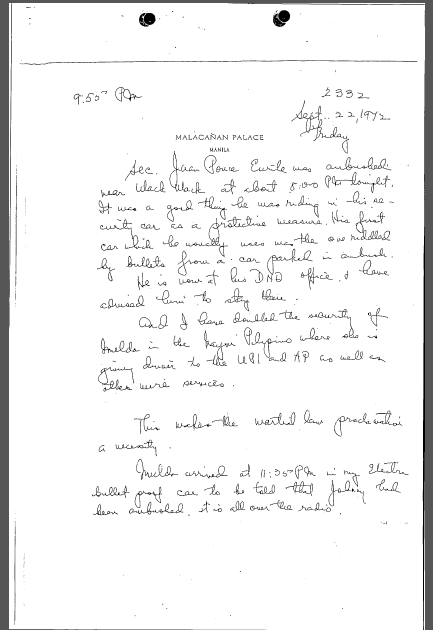 9:55 PM
2332
Sept. 22, 1972
Friday
MALACAÑAN PALACE
MANILA
Sec. Juan Ponce Enrile was ambushed
near Wack Wack at about 8:00 PM tonight.
It was a good thing he was riding in his se-
curity car as a protective measure. His first
car which he usually uses was the one riddled
by bullets from a car parked in ambush.
He is now at his DND office. I have
advised him to stay there.
And I have doubled the security of
Imelda in the Nayon Pilipino where she is
giving dinner to the UPI and AP as well as
other wire services.
This makes the martial law proclamation
a necessity.
Imelda arrived at 11:35 PM in my Electra
bullet proof car to be told that Johnny had
been ambushed. it is all over the radio.